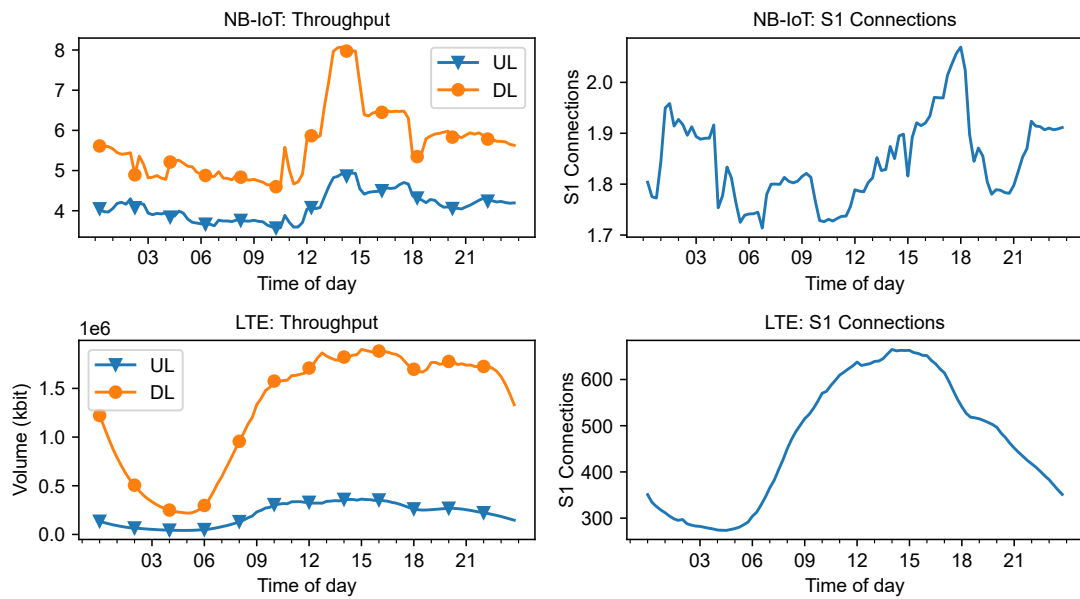 NB-IoT: Throughput
8
7
6
5
4
UL
DL
03 06 09 12 15 18 21
Time of day
NB-IoT: S1 Connections
S1 Connections
2.0
1.9
1.8
1.7
03 06 09 12 15 18 21
Time of day
LTE: Throughput
1e6
Volume (kbit)
1.5
1.0
0.5
0.0
UL
DL
03 06 09 12 15 18 21
Time of day
LTE: S1 Connections
S1 Connections
600
500
400
300
03 06 09 12 15 18 21
Time of day